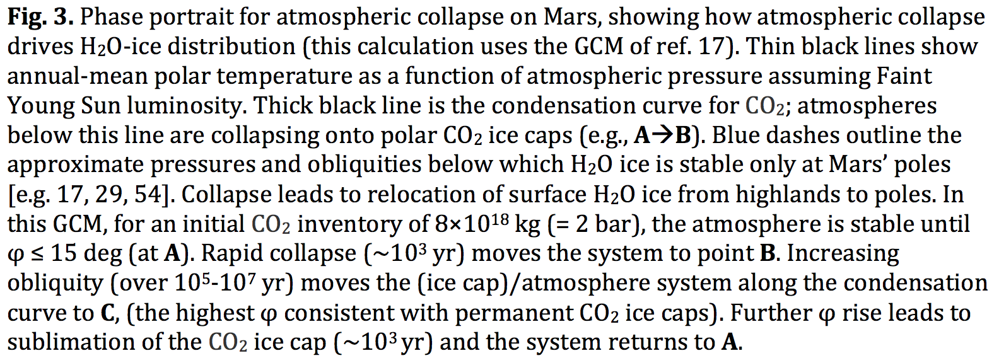 Fig. 3. Phase portrait for atmospheric collapse on Mars, showing how atmospheric collapse
drives H₂O-ice distribution (this calculation uses the GCM of ref. 17). Thin black lines show
annual-mean polar temperature as a function of atmospheric pressure assuming Faint
Young Sun luminosity. Thick black line is the condensation curve for CO₂; atmospheres
below this line are collapsing onto polar CO₂ ice caps (e.g., A→B). Blue dashes outline the
approximate pressures and obliquities below which H₂O ice is stable only at Mars’ poles
[e.g. 17, 29, 54]. Collapse leads to relocation of surface H₂O ice from highlands to poles. In
this GCM, for an initial CO₂ inventory of 8×10¹⁸ kg (= 2 bar), the atmosphere is stable until
φ ≤ 15 deg (at A). Rapid collapse (~10³ yr) moves the system to point B. Increasing
obliquity (over 10⁵-10⁷ yr) moves the (ice cap)/atmosphere system along the condensation
curve to C, (the highest φ consistent with permanent CO₂ ice caps). Further φ rise leads to
sublimation of the CO₂ ice cap (~10³ yr) and the system returns to A.